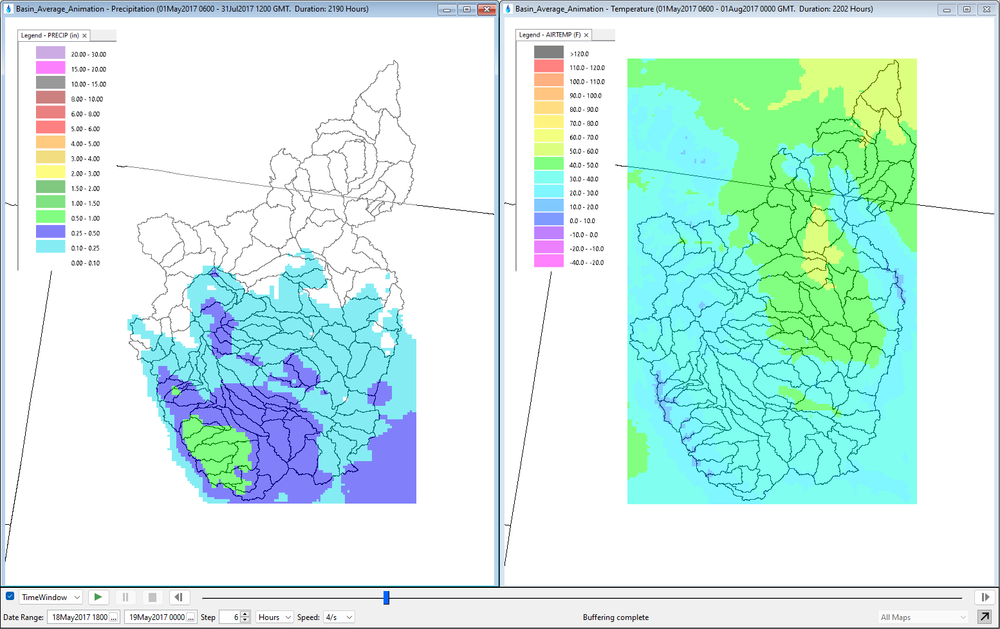 Basin_Average_Animation - Precipitation (01May2017 0600 - 31Jul2017 1200 GMT.  Duration: 2190 Hours)
Legend - PRECIP (in)
20.00 - 30.00
15.00 - 20.00
10.00 - 15.00
8.00 - 10.00
6.00 - 8.00
5.00 - 6.00
4.00 - 5.00
3.00 - 4.00
2.00 - 3.00
1.50 - 2.00
1.00 - 1.50
0.50 - 1.00
0.25 - 0.50
0.10 - 0.25
0.00 - 0.10
Basin_Average_Animation - Temperature (01May2017 0600 - 01Aug2017 0000 GMT.  Duration: 2202 Hours)
Legend - AIRTEMP (F)
>120.0
110.0 - 120.0
100.0 - 110.0
90.0 - 100.0
80.0 - 90.0
70.0 - 80.0
60.0 - 70.0
50.0 - 60.0
40.0 - 50.0
30.0 - 40.0
20.0 - 30.0
10.0 - 20.0
0.0 - 10.0
-10.0 - 0.0
-20.0 - -10.0
-40.0 - -20.0
TimeWindow
Date Range: 18May2017 1800 ... 19May2017 0000 ... Step 6 Hours Speed: 4/s Buffering complete All Maps